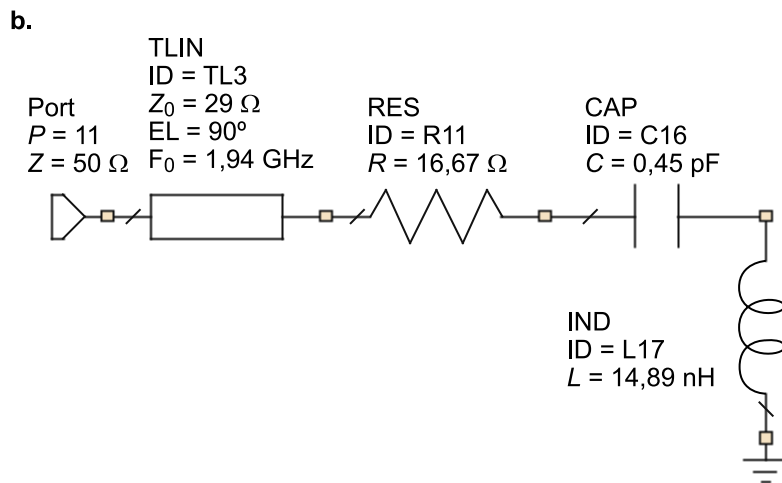 b.
TLIN
ID = TL3
Z0 = 29 Ω
EL = 90º
F0 = 1,94 GHz
Port
P = 11
Z = 50 Ω
RES
ID = R11
R = 16,67 Ω
CAP
ID = C16
C = 0,45 pF
IND
ID = L17
L = 14,89 nH